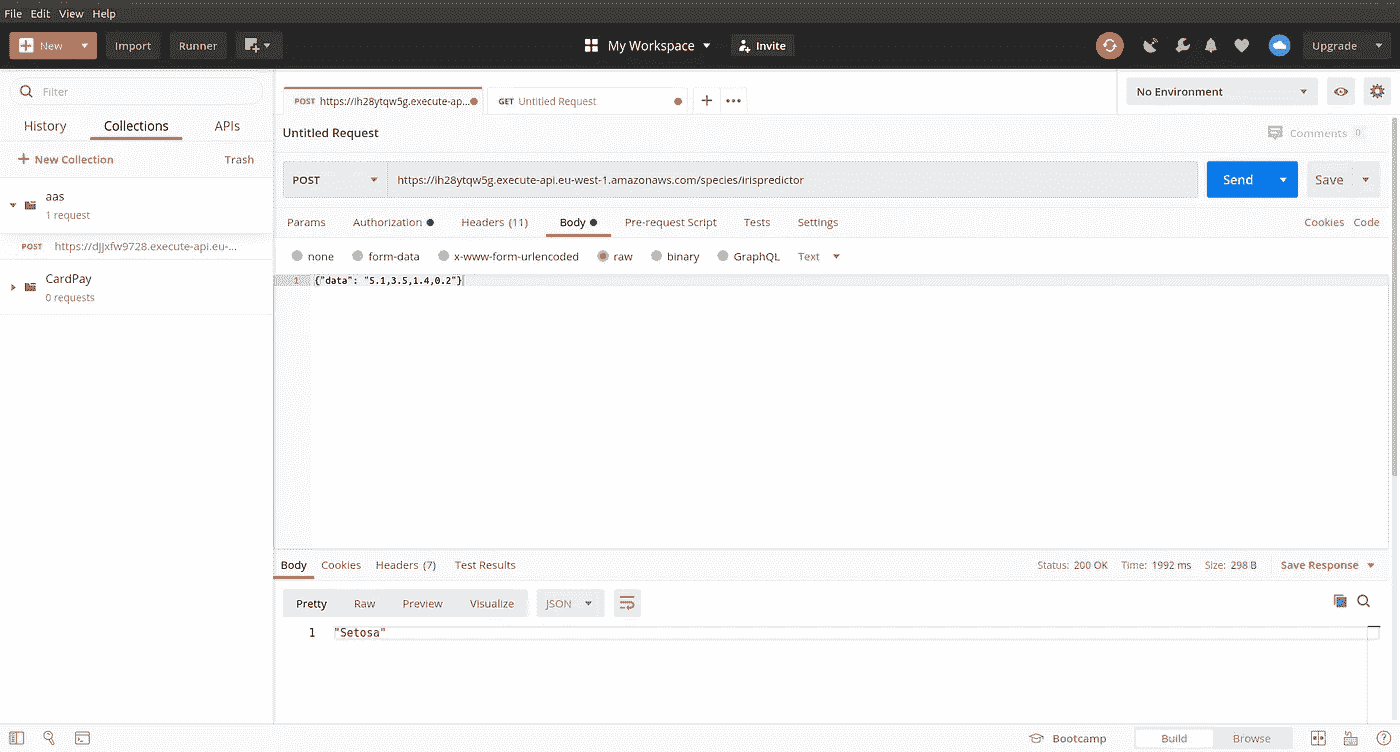 File Edit View Help
New Import Runner My Workspace Invite Upgrade
Filter
History Collections APIs
New Collection Trash
aas
1 request
POST https://djjxfw9728.execute-api.eu-...
CardPay
0 requests
POST https://ih28ytqw5g.execute-ap... GET Untitled Request + ••• No Environment
Untitled Request Comments 0
POST https://ih28ytqw5g.execute-api.eu-west-1.amazonaws.com/species/irispredictor Send Save
Params Authorization Headers (11) Body Pre-request Script Tests Settings Cookies Code
none form-data x-www-form-urlencoded raw binary GraphQL Text
1 {"data": "5.1,3.5,1.4,0.2"}
Body Cookies Headers (7) Test Results Status: 200 OK Time: 1992 ms Size: 298 B Save Response
Pretty Raw Preview Visualize JSON
1 "Setosa"
Bootcamp Build Browse